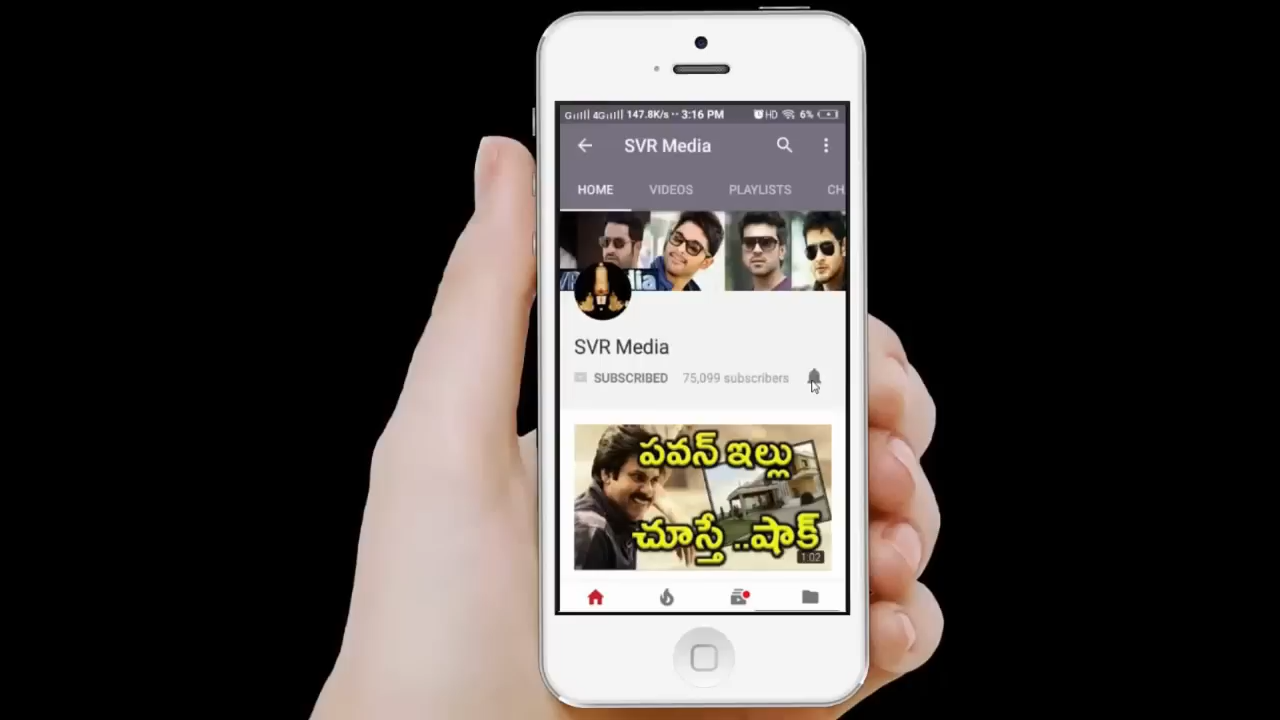 G 4G 147.8K/s ·· 3:16 PM HD 6%
SVR Media
HOME VIDEOS PLAYLISTS CH
SVR Media
SUBSCRIBED 75,099 subscribers
పవన్ ఇల్లు
చూస్తే ..షాక్
1:02